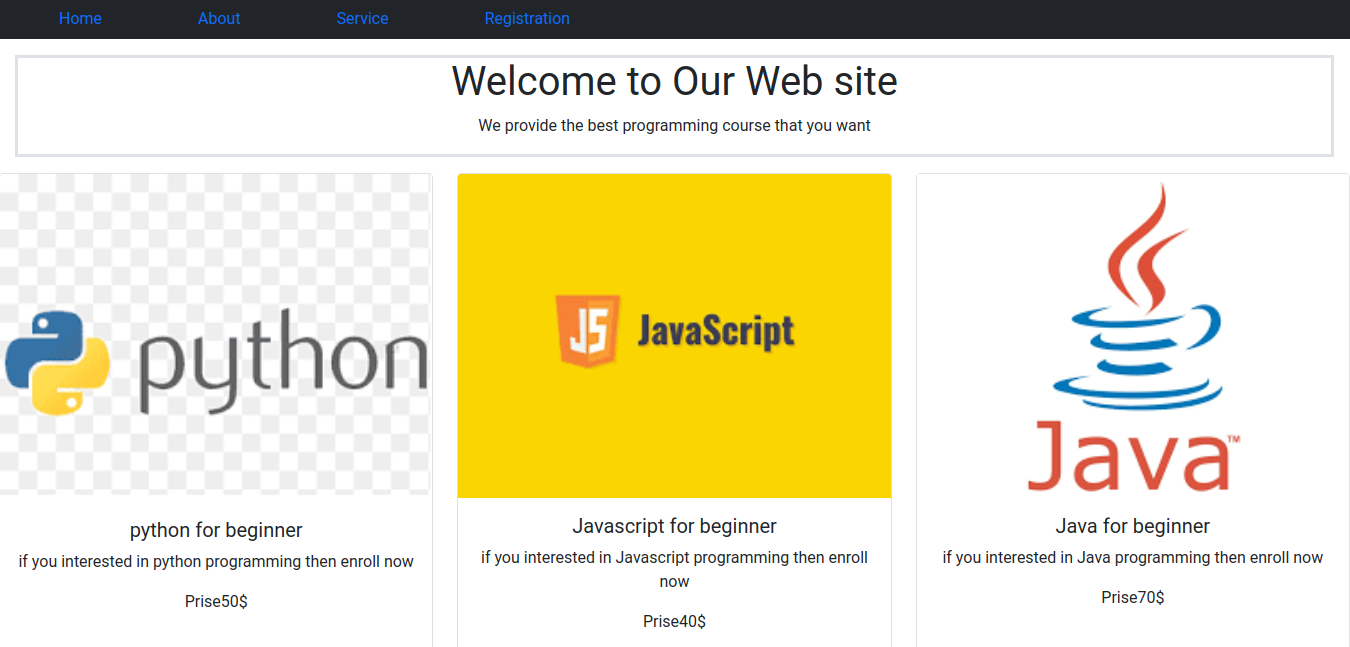 Home About Service Registration
Welcome to Our Web site
We provide the best programming course that you want
python
python for beginner
if you interested in python programming then enroll now
Prise50$
JS JavaScript
Javascript for beginner
if you interested in Javascript programming then enroll
now
Prise40$
Java™
Java for beginner
if you interested in Java programming then enroll now
Prise70$